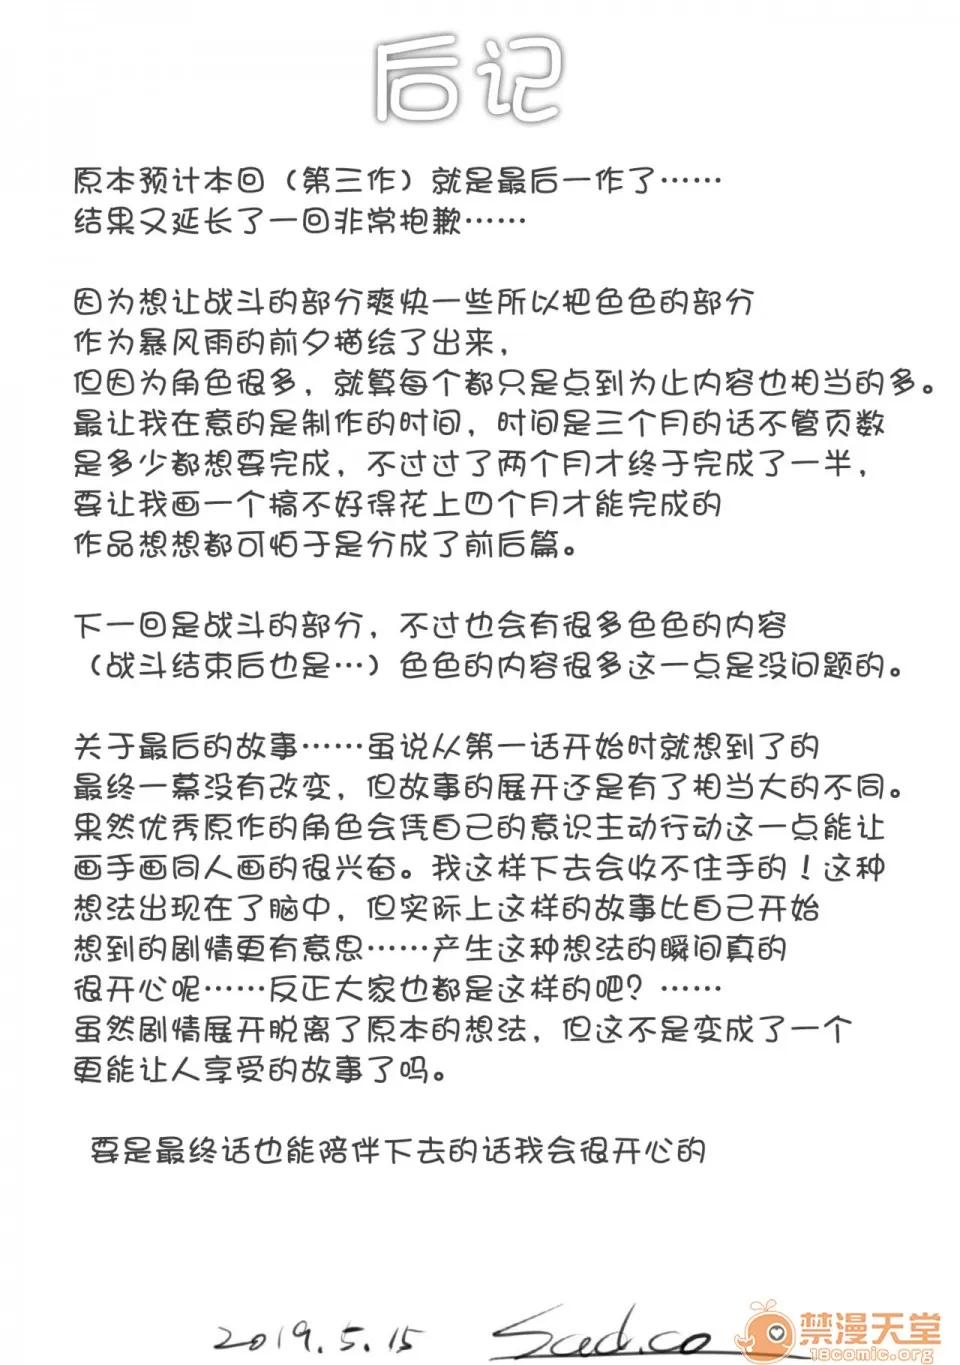 后记
原本预计本回（第三作）就是最后一作了……
结果又延长了一回非常抱歉……
因为想让战斗的部分爽快一些所以把色色的部分
作为暴风雨的前夕描绘了出来，
但因为角色很多，就算每个都只是点到为止内容也相当的多。
最让我在意的是制作的时间，时间是三个月的话不管页数
是多少都想要完成，不过过了两个月才终于完成了一半，
要让我画一个搞不好得花上四个月才能完成的
作品想想都可怕于是分成了前后篇。
下一回是战斗的部分，不过也会有很多色色的内容
（战斗结束后也是…）色色的内容很多这一点是没问题的。
关于最后的故事……虽说从第一话开始时就想到了的
最终一幕没有改变，但故事的展开还是有了相当大的不同。
果然优秀原作的角色会凭自己的意识主动行动这一点能让
画手画同人画的很兴奋。我这样下去会收不住手的！这种
想法出现在了脑中，但实际上这样的故事比自己开始
想到的剧情更有意思……产生这种想法的瞬间真的
很开心呢……反正大家也都是这样的吧？……
虽然剧情展开脱离了原本的想法，但这不是变成了一个
更能让人享受的故事了吗。
要是最终话也能陪伴下去的话我会很开心的
2019.5.15 Sad.co
禁漫天堂
18comic.org